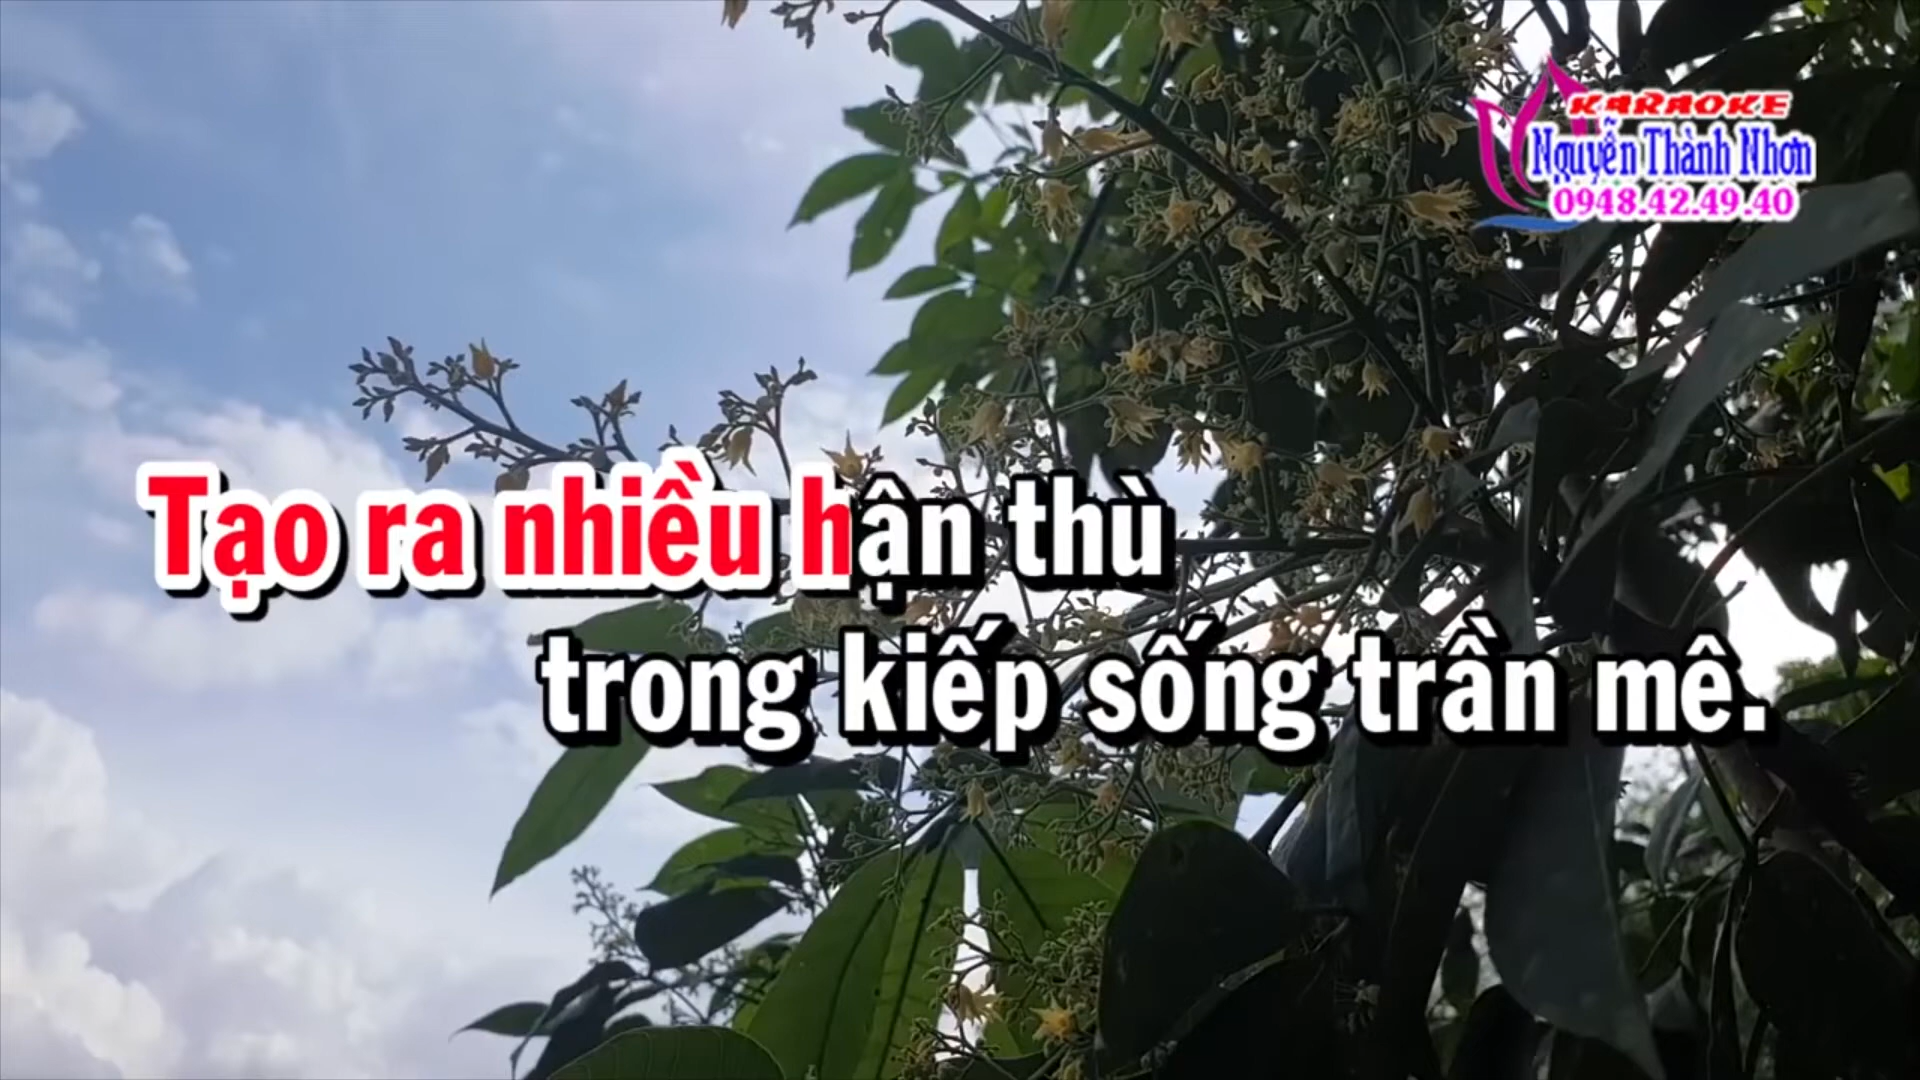 KARAOKE
Nguyễn Thành Nhơn
0948.42.49.40
Tạo ra nhiều hận thù
trong kiếp sống trần mê.